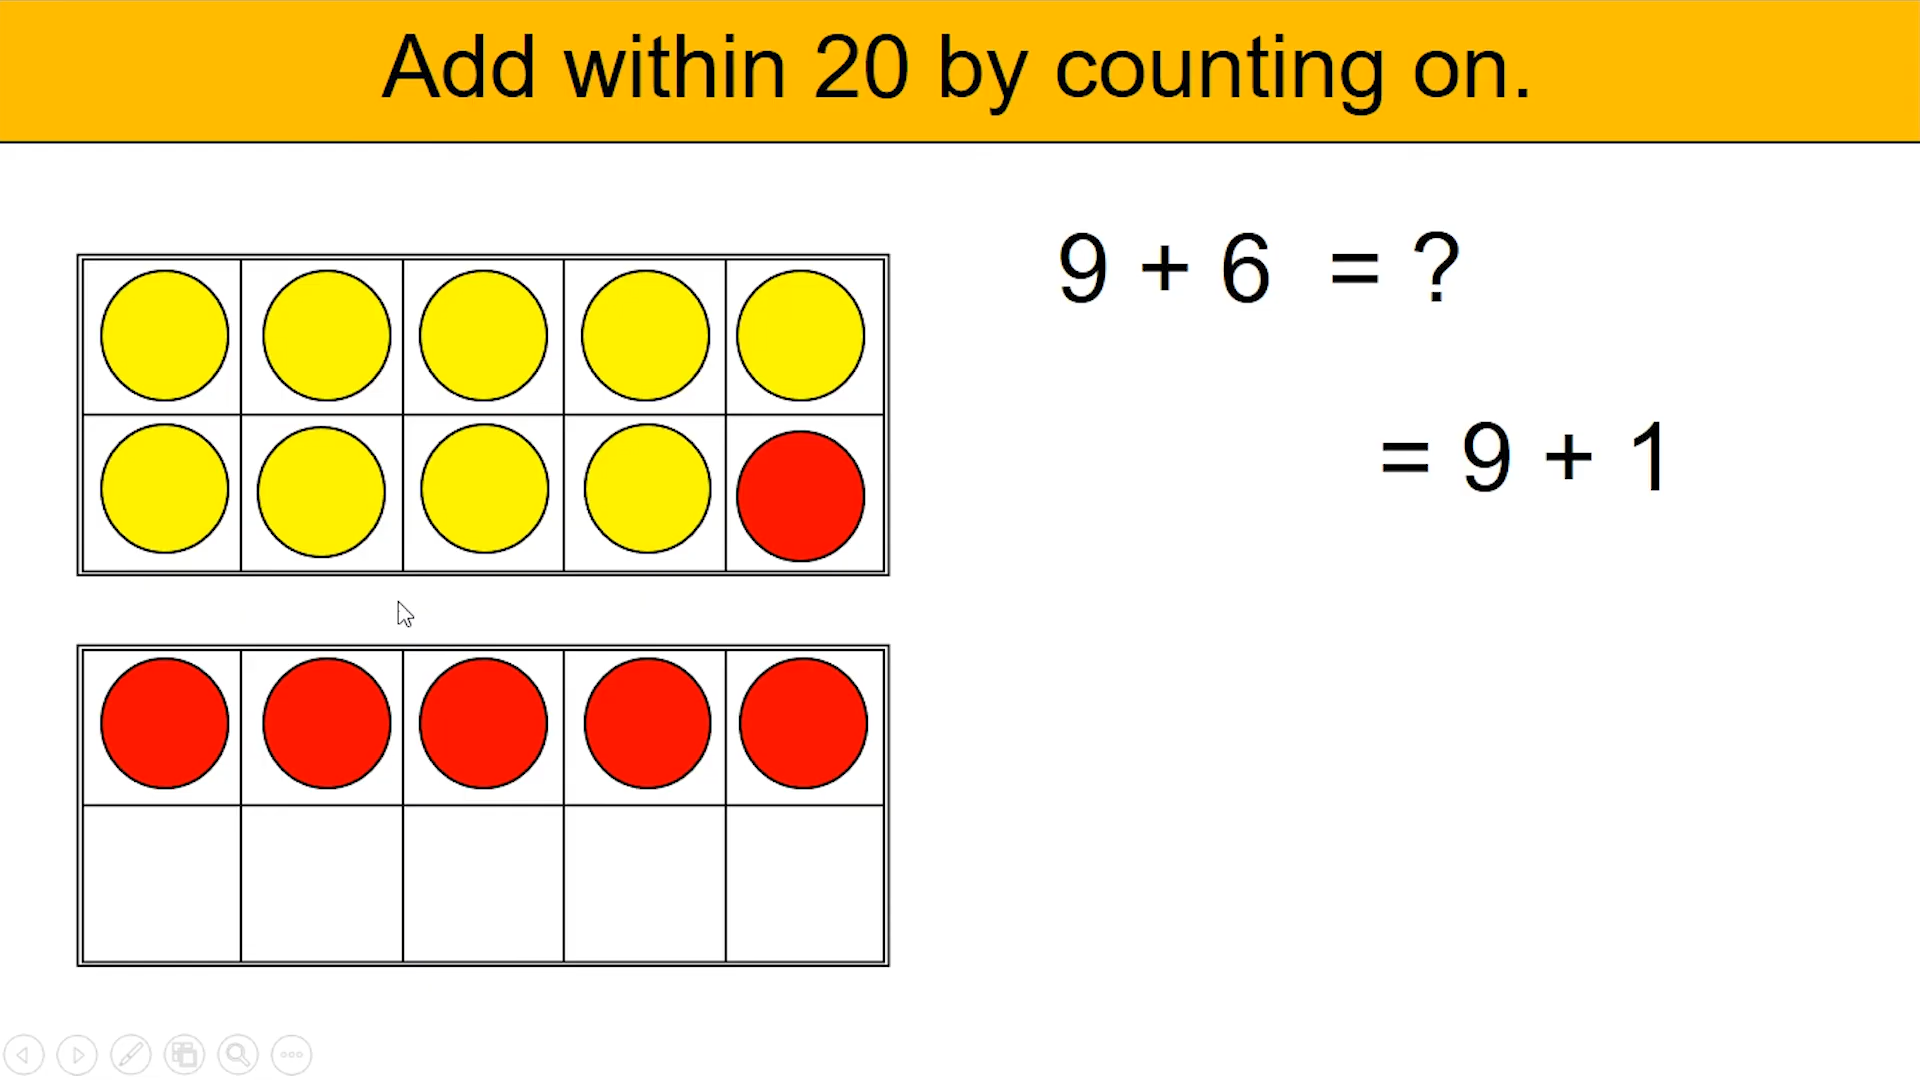 Add within 20 by counting on.
9 + 6 = ?
= 9 + 1